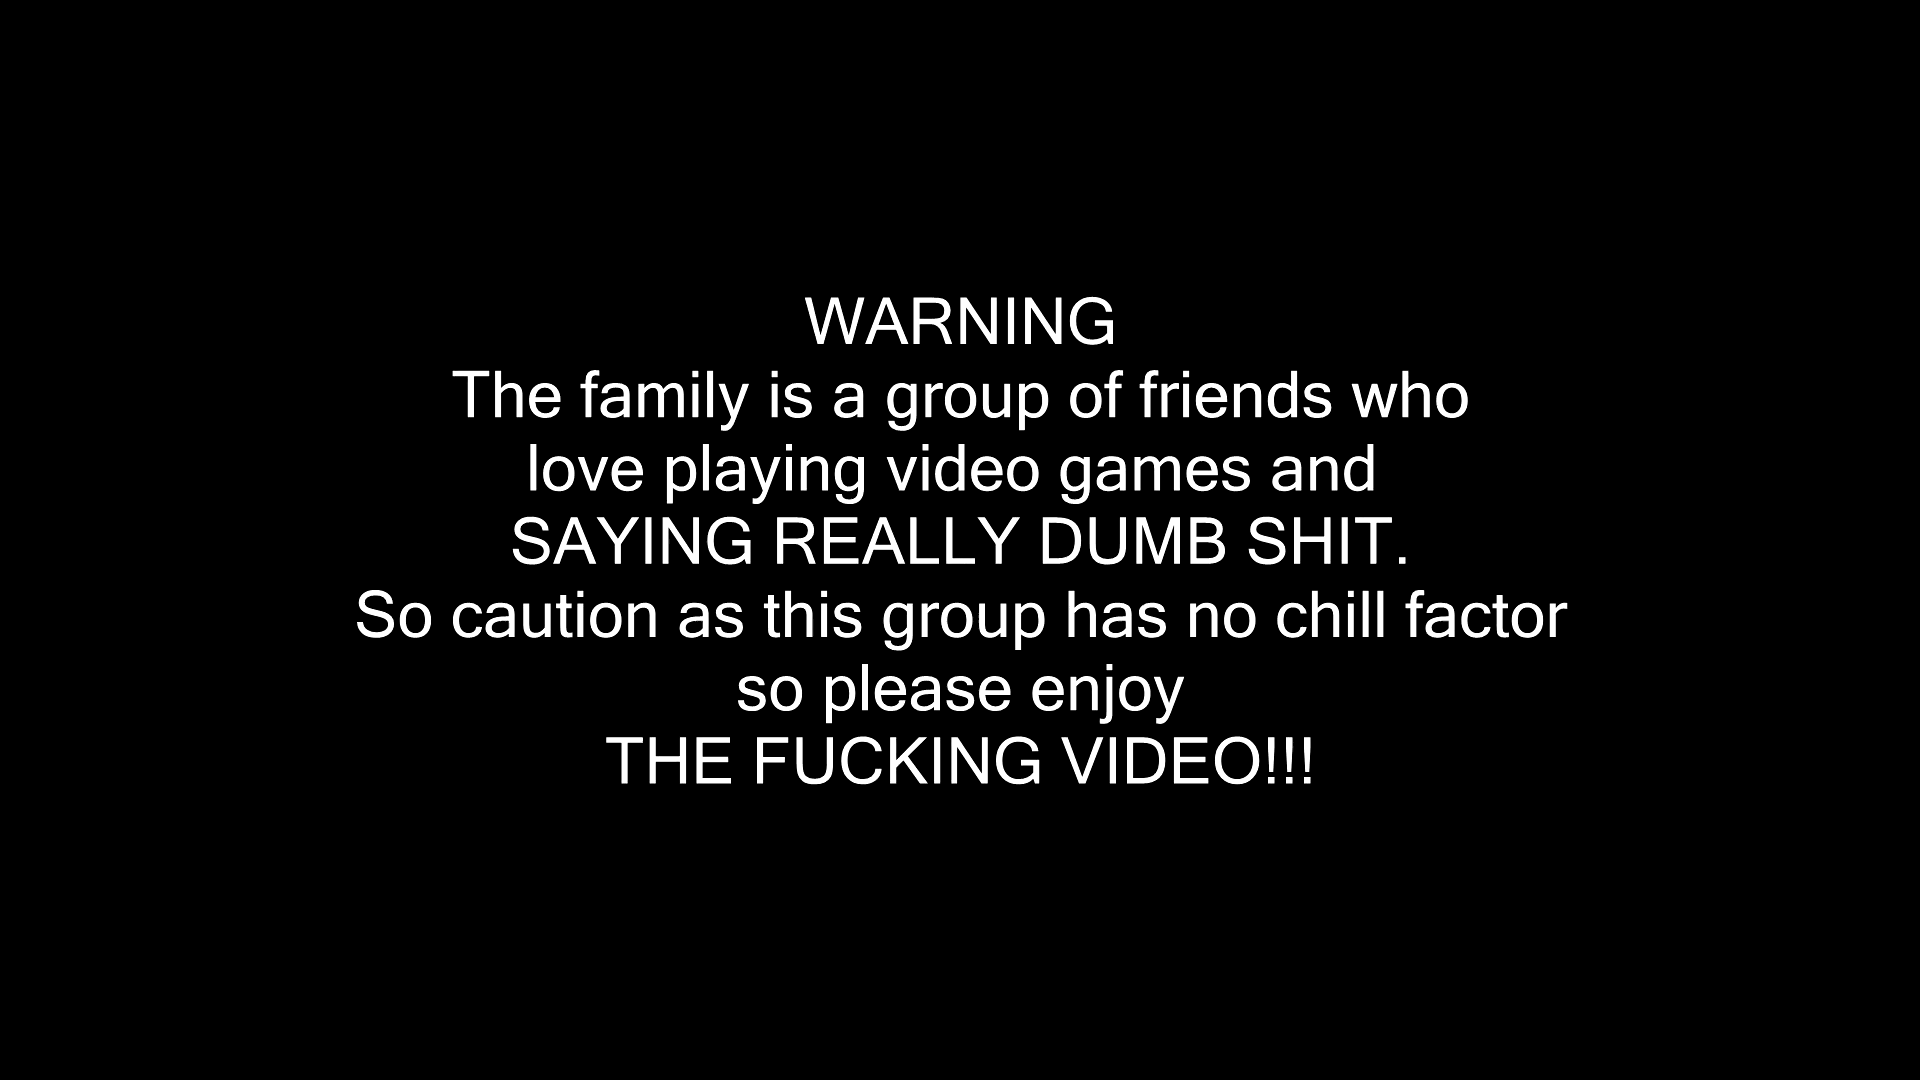 WARNING
The family is a group of friends who
love playing video games and
SAYING REALLY DUMB SHIT.
So caution as this group has no chill factor
so please enjoy
THE FUCKING VIDEO!!!